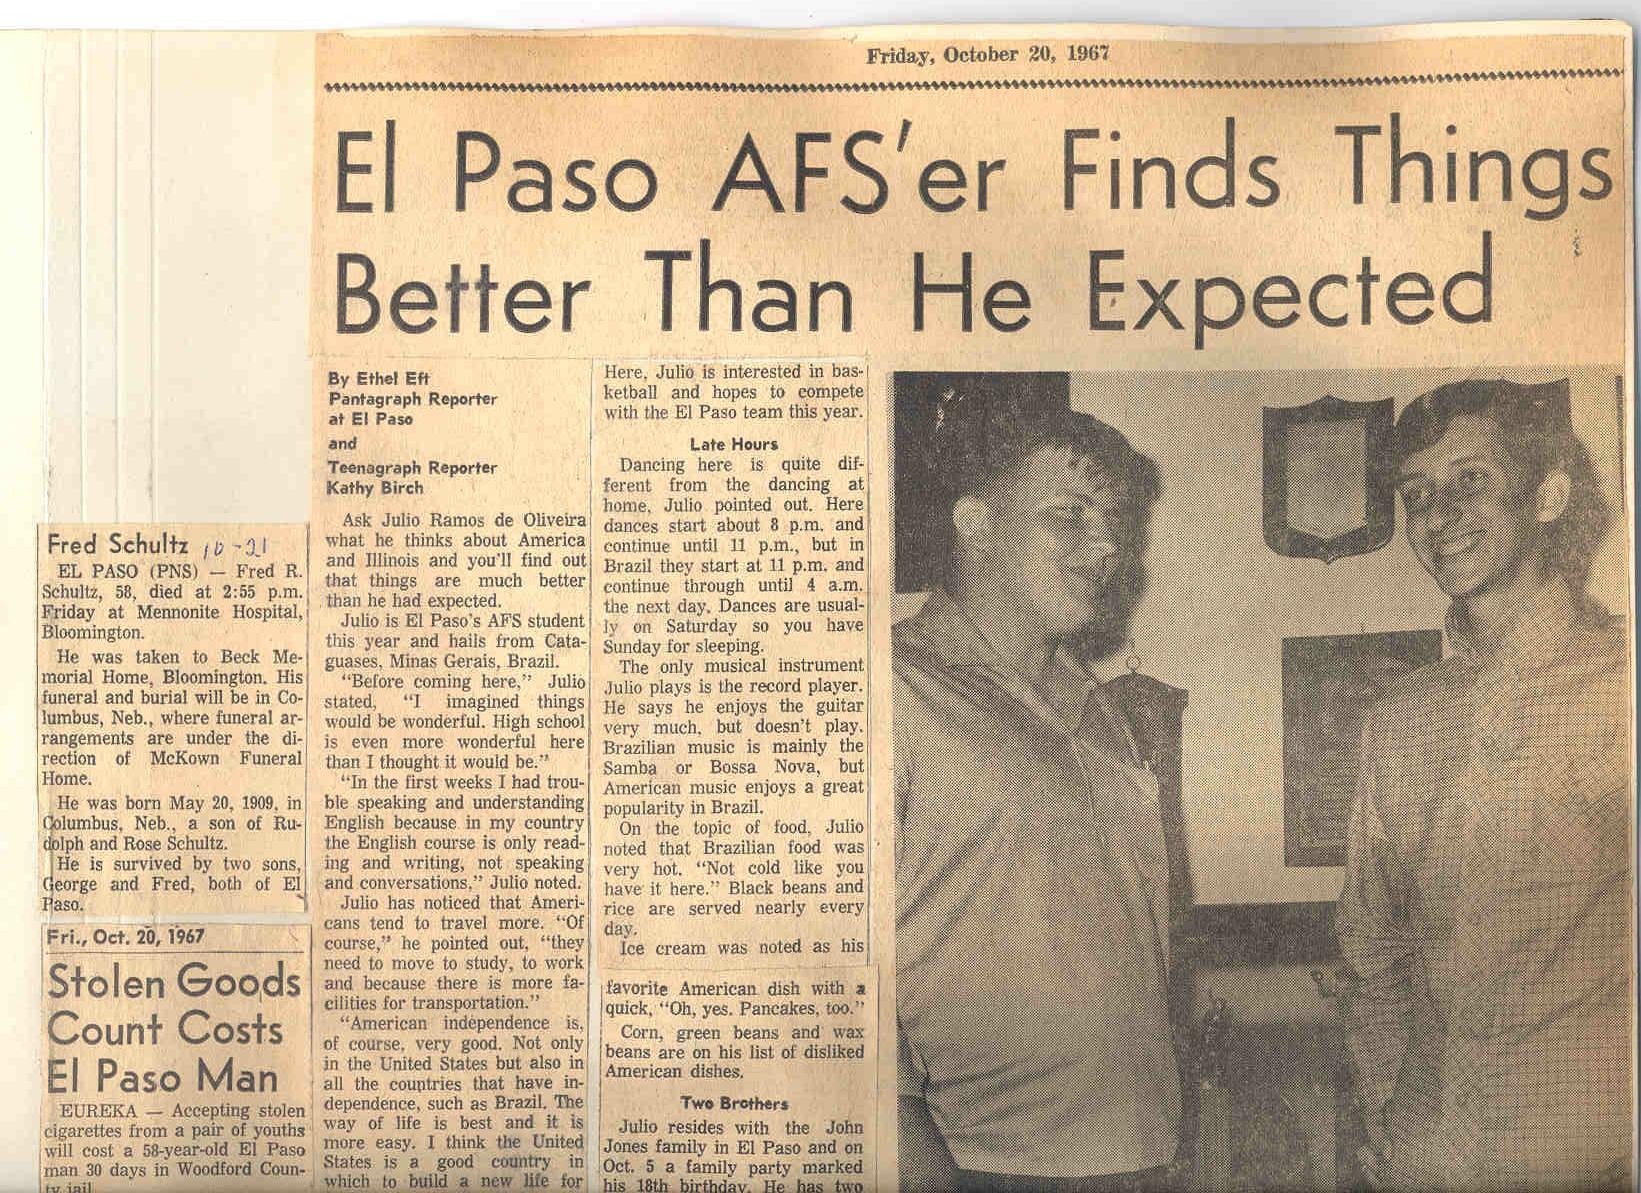 Friday, October 20, 1967
El Paso AFS'er Finds Things
Better Than He Expected
By Ethel Eft
Pantagraph Reporter
at El Paso
and
Teenagraph Reporter
Kathy Birch
Ask Julio Ramos de Oliveira
what he thinks about America
and Illinois and you'll find out
that things are much better
than he had expected.
Julio is El Paso's AFS student
this year and hails from Cata-
guases, Minas Gerais, Brazil.
"Before coming here," Julio
stated, "I imagined things
would be wonderful. High school
is even more wonderful here
than I thought it would be."
"In the first weeks I had trou-
ble speaking and understanding
English because in my country
the English course is only read-
ing and writing, not speaking
and conversations," Julio noted.
Julio has noticed that Ameri-
cans tend to travel more. "Of
course," he pointed out, "they
need to move to study, to work
and because there is more fa-
cilities for transportation."
"American independence is,
of course, very good. Not only
in the United States but also in
all the countries that have in-
dependence, such as Brazil. The
way of life is best and it is
more easy. I think the United
States is a good country in
which to build a new life for
Here, Julio is interested in bas-
ketball and hopes to compete
with the El Paso team this year.
Late Hours
Dancing here is quite dif-
ferent from the dancing at
home, Julio pointed out. Here
dances start about 8 p.m. and
continue until 11 p.m., but in
Brazil they start at 11 p.m. and
continue through until 4 a.m.
the next day. Dances are usual-
ly on Saturday so you have
Sunday for sleeping.
The only musical instrument
Julio plays is the record player.
He says he enjoys the guitar
very much, but doesn't play.
Brazilian music is mainly the
Samba or Bossa Nova, but
American music enjoys a great
popularity in Brazil.
On the topic of food, Julio
noted that Brazilian food was
very hot. "Not cold like you
have it here." Black beans and
rice are served nearly every
day.
Ice cream was noted as his
favorite American dish with a
quick, "Oh, yes. Pancakes, too."
Corn, green beans and wax
beans are on his list of disliked
American dishes.
Two Brothers
Julio resides with the John
Jones family in El Paso and on
Oct. 5 a family party marked
his 18th birthday. He has two
Fred Schultz 10-21
EL PASO (PNS) — Fred R.
Schultz, 58, died at 2:55 p.m.
Friday at Mennonite Hospital,
Bloomington.
He was taken to Beck Me-
morial Home, Bloomington. His
funeral and burial will be in Co-
lumbus, Neb., where funeral ar-
rangements are under the di-
rection of McKown Funeral
Home.
He was born May 20, 1909, in
Columbus, Neb., a son of Ru-
dolph and Rose Schultz.
He is survived by two sons,
George and Fred, both of El
Paso.
Fri., Oct. 20, 1967
Stolen Goods
Count Costs
El Paso Man
EUREKA — Accepting stolen
cigarettes from a pair of youths
will cost a 58-year-old El Paso
man 30 days in Woodford Coun-
ty jail